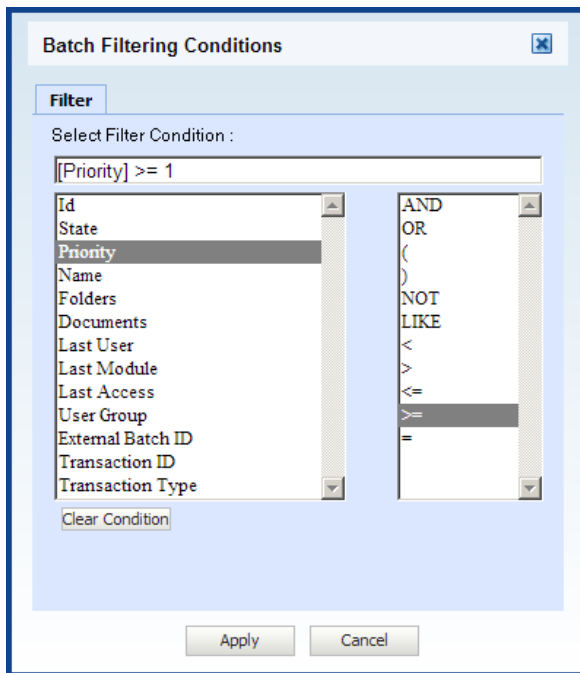 Batch Filtering Conditions
Filter
Select Filter Condition :
[Priority] >= 1
Id
State
Priority
Name
Folders
Documents
Last User
Last Module
Last Access
User Group
External Batch ID
Transaction ID
Transaction Type
AND
OR
(
)
NOT
LIKE
<
>
<=
>=
=
Clear Condition
Apply Cancel